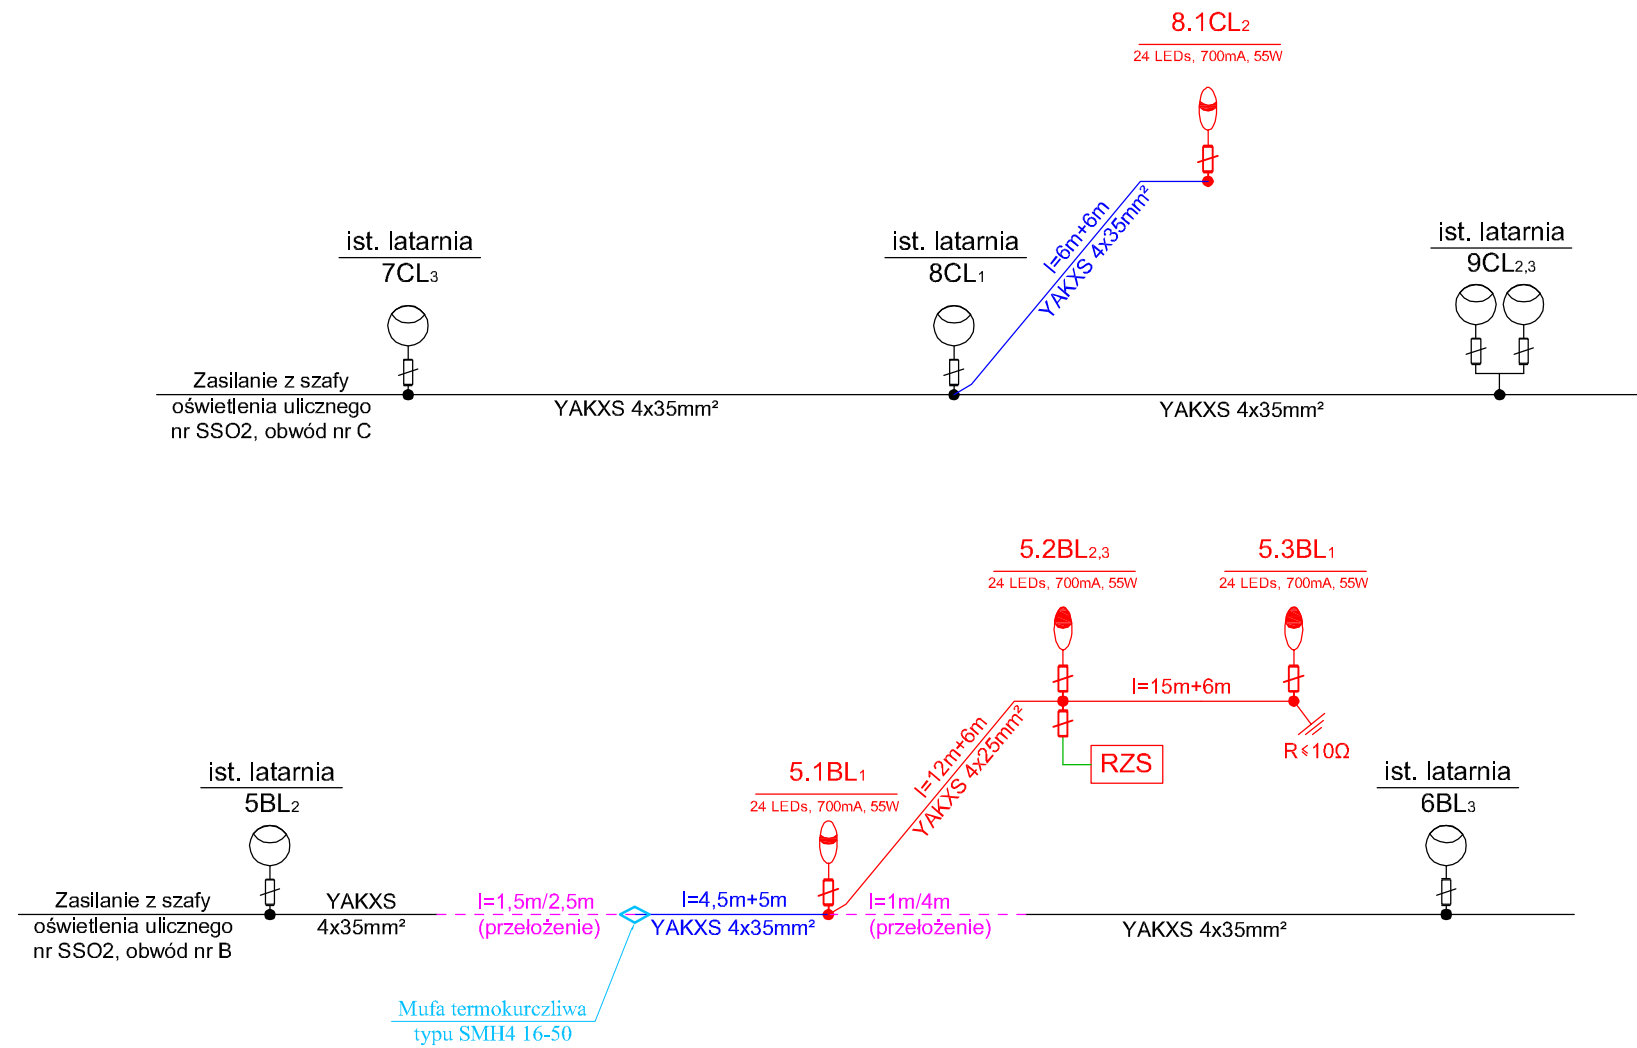 8.1CL2
24 LEDs, 700mA, 55W
l=6m+6m
YAKXS 4x35mm²
ist. latarnia
7CL3
ist. latarnia
8CL1
ist. latarnia
9CL2,3
Zasilanie z szafy
oświetlenia ulicznego
nr SSO2, obwód nr C
YAKXS 4x35mm²
YAKXS 4x35mm²
5.2BL2,3
24 LEDs, 700mA, 55W
5.3BL1
24 LEDs, 700mA, 55W
l=15m+6m
l=12m+6m
YAKXS 4x25mm²
RZS
R≤10Ω
5.1BL1
24 LEDs, 700mA, 55W
ist. latarnia
5BL2
ist. latarnia
6BL3
Zasilanie z szafy
oświetlenia ulicznego
nr SSO2, obwód nr B
YAKXS
4x35mm²
l=1,5m/2,5m
(przełożenie)
l=4,5m+5m
YAKXS 4x35mm²
l=1m/4m
(przełożenie)
YAKXS 4x35mm²
Mufa termokurczliwa
typu SMH4 16-50